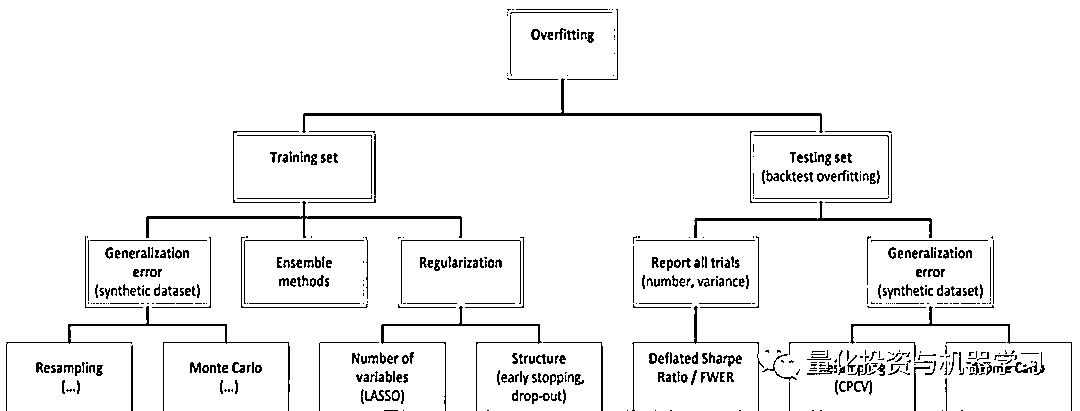 Overfitting
Training set
Testing set
(backtest overfitting)
Generalization
error
(synthetic dataset)
Ensemble
methods
Regularization
Report all trials
(number, variance)
Generalization
error
(synthetic dataset)
Resampling
(...)
Monte Carlo
(...)
Number of
variables
(LASSO)
Structure
(early stopping,
drop-out)
Deflated Sharpe
Ratio / FWER
(CPCV)
Carlo
量化投资与机器学习